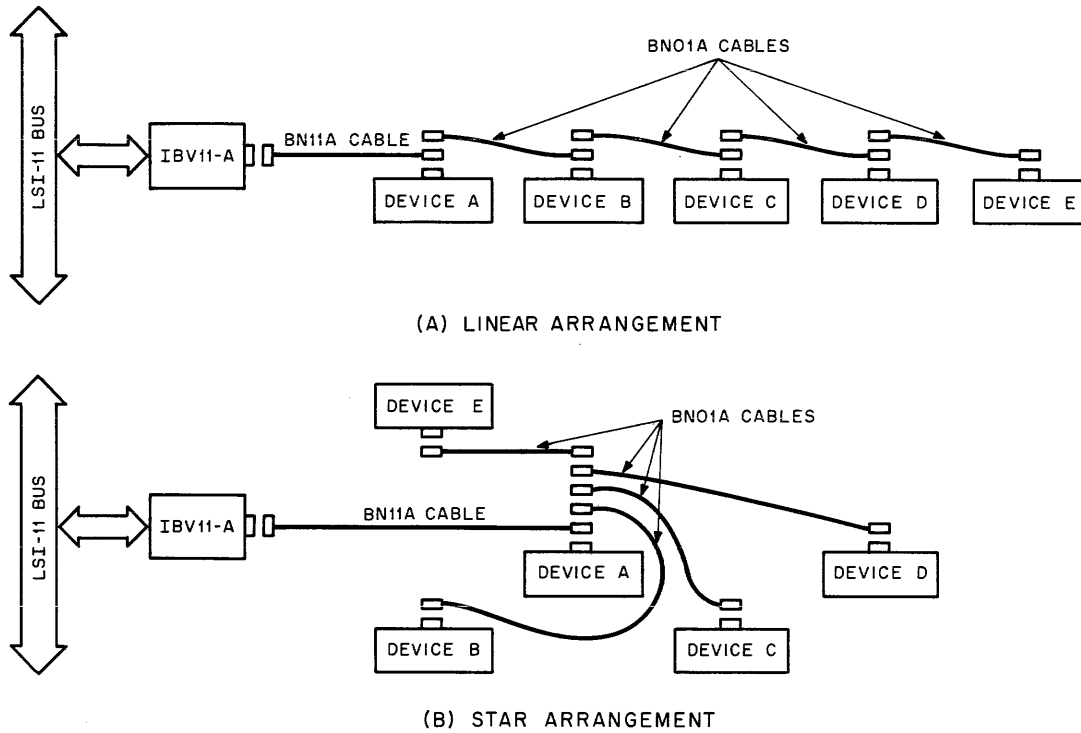 BN01A CABLES
LSI-11 BUS
IBV11-A
BN11A CABLE
DEVICE A
DEVICE B
DEVICE C
DEVICE D
DEVICE E
(A) LINEAR ARRANGEMENT
DEVICE E
BN01A CABLES
LSI-11 BUS
IBV11-A
BN11A CABLE
DEVICE A
DEVICE D
DEVICE B
DEVICE C
(B) STAR ARRANGEMENT